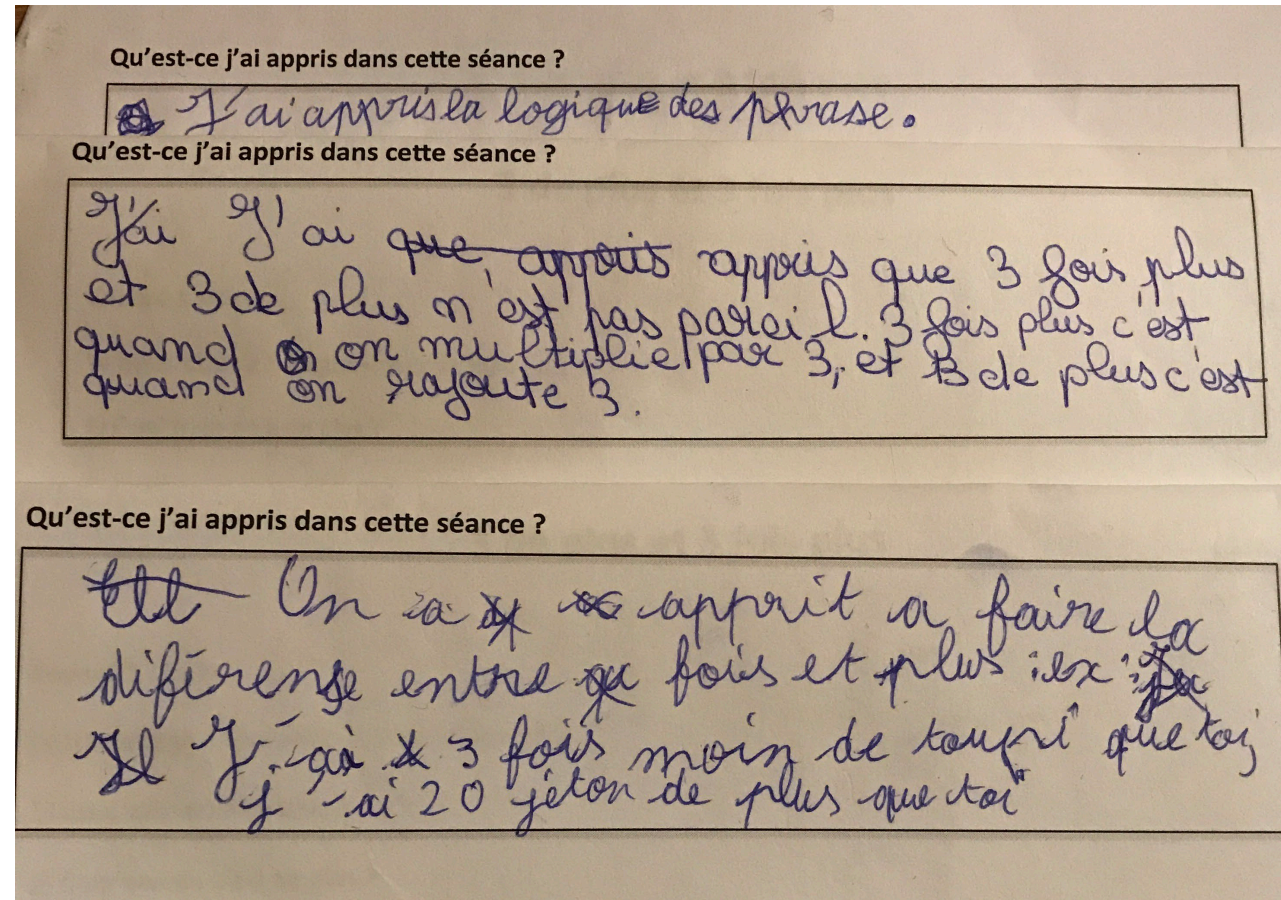 Qu'est-ce j'ai appris dans cette séance ?
J'ai appris la logique des phrase.
Qu'est-ce j'ai appris dans cette séance ?
J'ai J'ai que appris appris que 3 fois plus
et 3 de plus n'est pas pareil. 3 fois plus c'est
quand on multiplie par 3, et 3 de plus c'est
quand on rajoute 3.
Qu'est-ce j'ai appris dans cette séance ?
On a apprit a faire la
diférense entre fois et plus : ex :
J'ai 3 fois moin de toupi que toi
j'ai 20 jéton de plus que toi